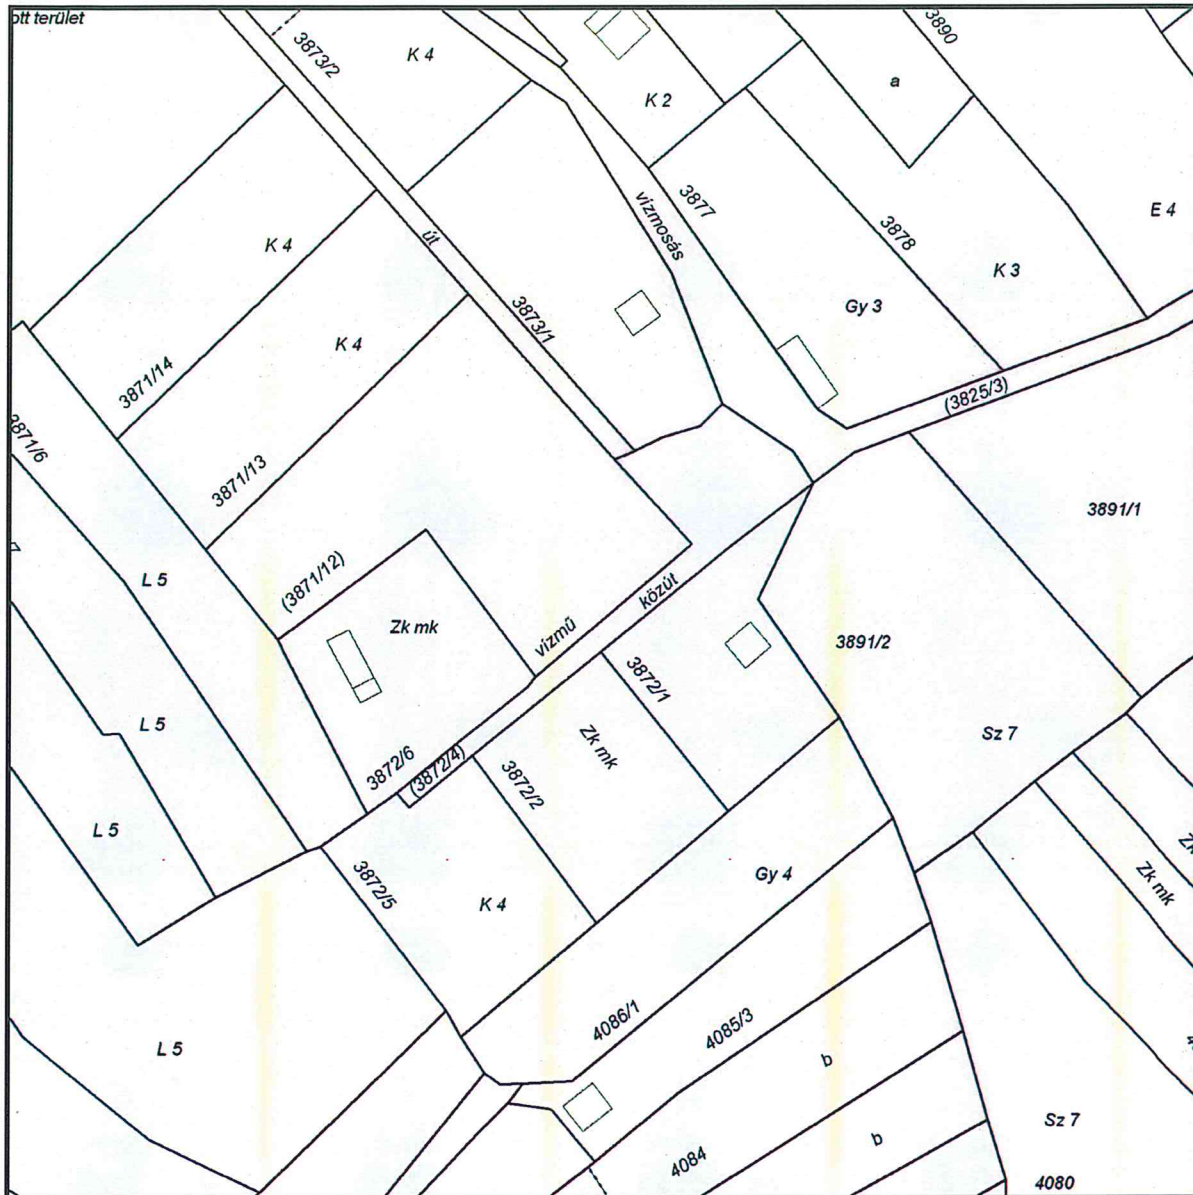 ott terület
3873/2
K 4
K 2
a
3890
E 4
K 4
út
vízmosás
3877
3878
K 3
Gy 3
3873/1
K 4
3871/14
(3825/3)
3871/6
3871/13
3891/1
L 5
(3871/12)
Zk mk
vízmű
közút
3872/1
3891/2
L 5
3872/6
(3872/4)
3872/2
Zk mk
Sz 7
L 5
3872/5
K 4
Gy 4
Zk mk
4086/1
4085/3
L 5
b
Sz 7
b
4084
4080